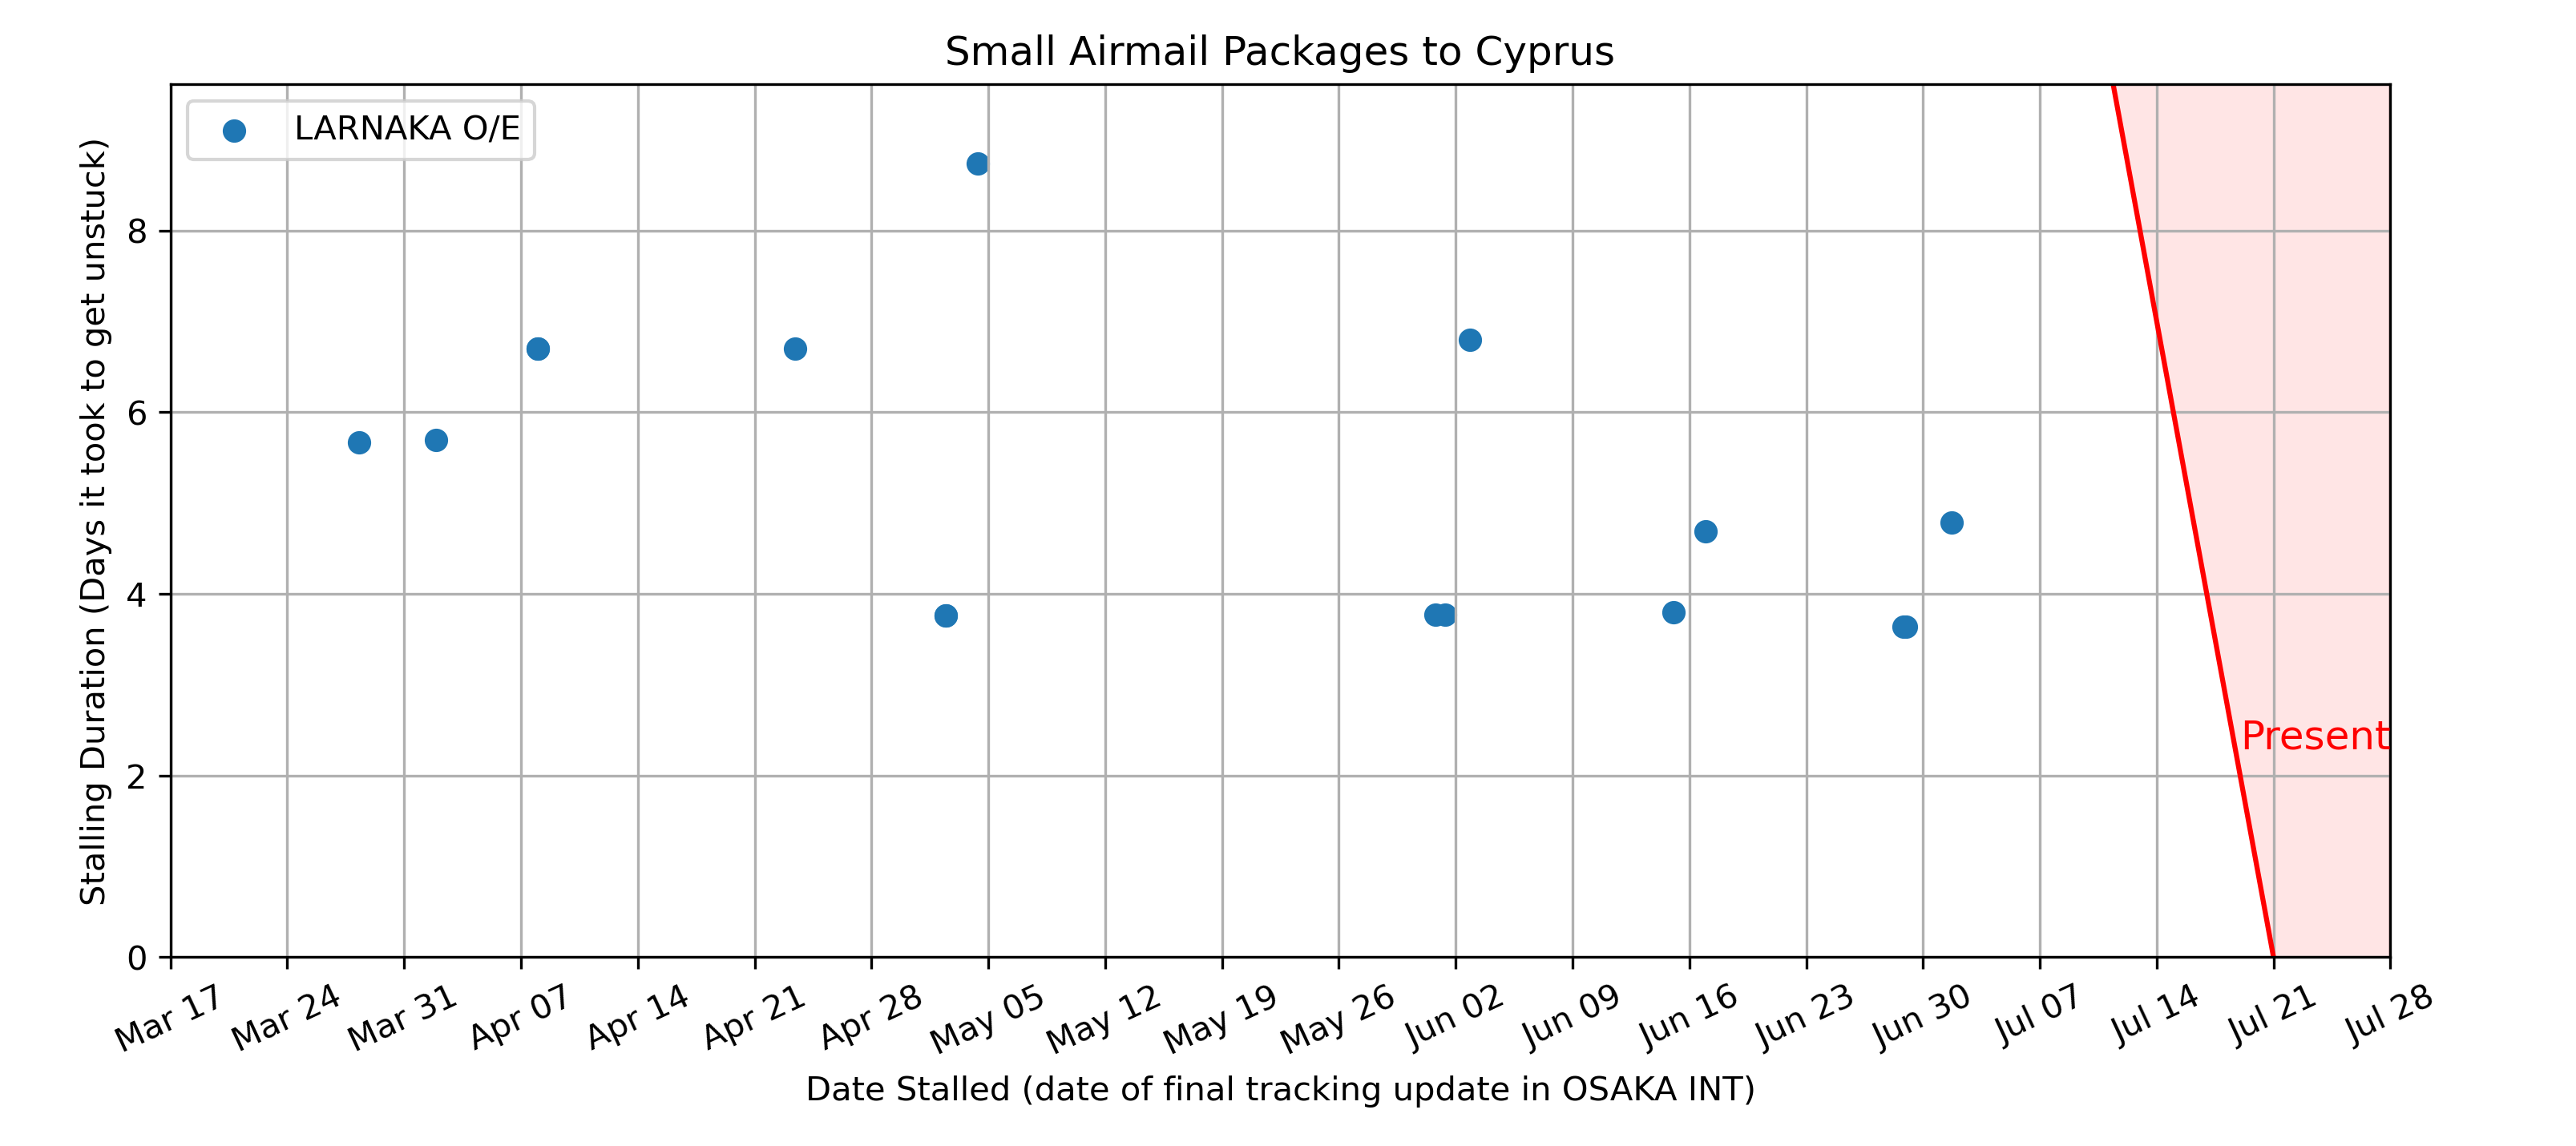 Small Airmail Packages to Cyprus
LARNAKA O/E
Stalling Duration (Days it took to get unstuck)
8
6
4
2
0
Present
Mar 17 Mar 24 Mar 31 Apr 07 Apr 14 Apr 21 Apr 28 May 05 May 12 May 19 May 26 Jun 02 Jun 09 Jun 16 Jun 23 Jun 30 Jul 07 Jul 14 Jul 21 Jul 28
Date Stalled (date of final tracking update in OSAKA INT)